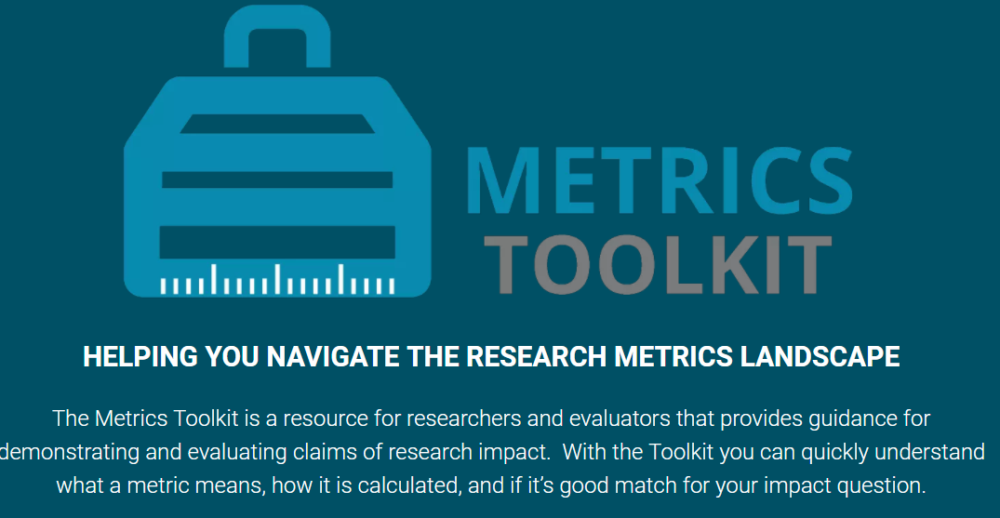 METRICS
TOOLKIT
HELPING YOU NAVIGATE THE RESEARCH METRICS LANDSCAPE
The Metrics Toolkit is a resource for researchers and evaluators that provides guidance for
demonstrating and evaluating claims of research impact.  With the Toolkit you can quickly understand
what a metric means, how it is calculated, and if it’s good match for your impact question.